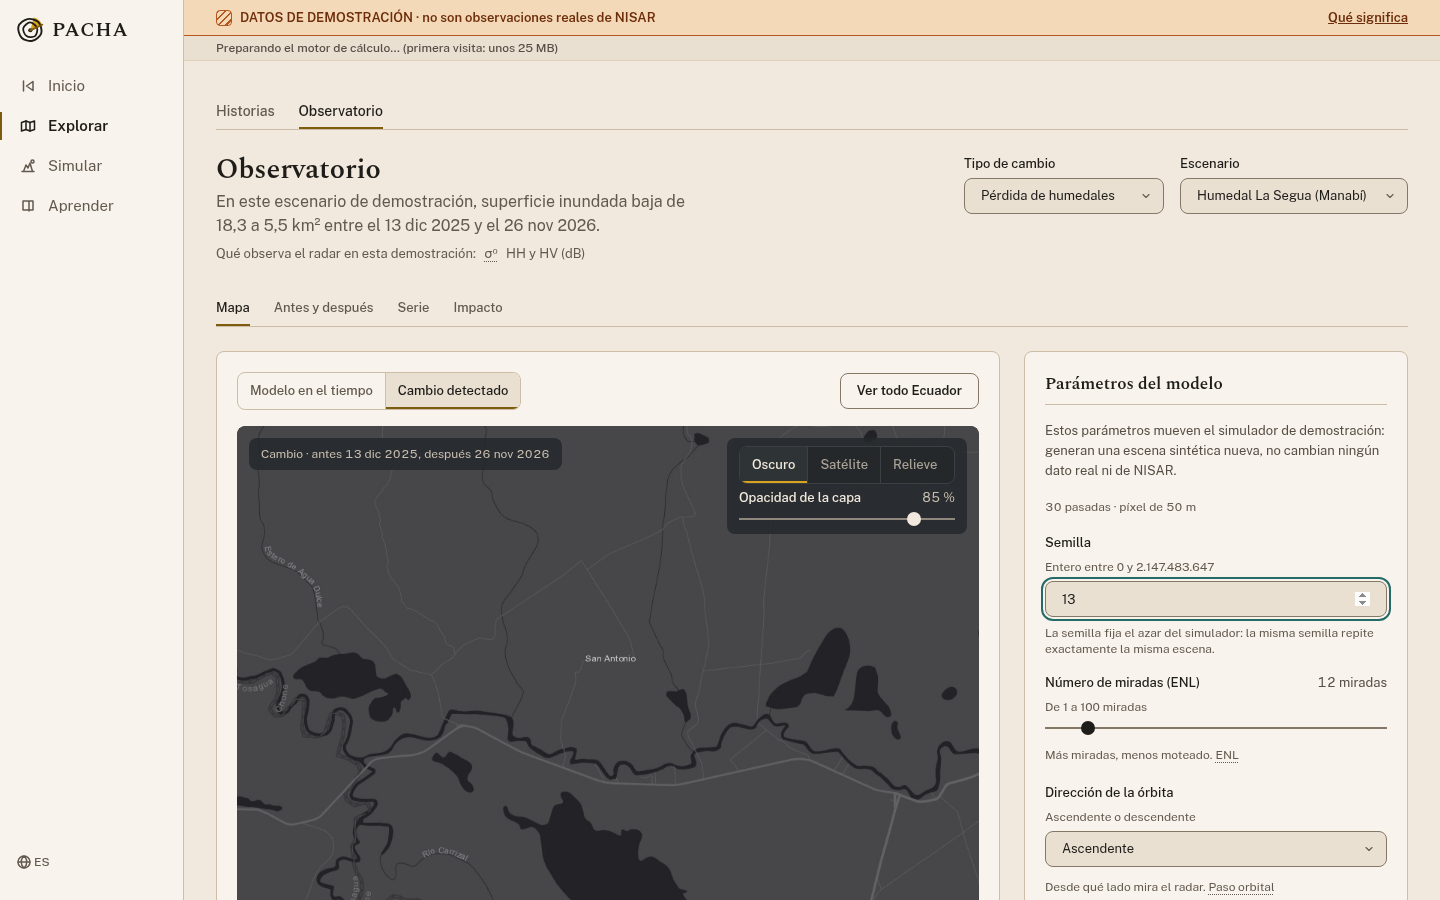 PACHA
Inicio
Explorar
Simular
Aprender
ES
DATOS DE DEMOSTRACIÓN · no son observaciones reales de NISAR
Qué significa
Preparando el motor de cálculo... (primera visita: unos 25 MB)
Historias
Observatorio
Observatorio
En este escenario de demostración, superficie inundada baja de
18,3 a 5,5 km² entre el 13 dic 2025 y el 26 nov 2026.
Qué observa el radar en esta demostración: σ⁰ HH y HV (dB)
Tipo de cambio
Pérdida de humedales
Escenario
Humedal La Segua (Manabí)
Mapa
Antes y después
Serie
Impacto
Modelo en el tiempo
Cambio detectado
Ver todo Ecuador
Cambio · antes 13 dic 2025, después 26 nov 2026
Oscuro
Satélite
Relieve
Opacidad de la capa
85 %
Estero de Agua Dulce
San Antonio
Tosagua
Chone
Río Carrizal
Parámetros del modelo
Estos parámetros mueven el simulador de demostración:
generan una escena sintética nueva, no cambian ningún
dato real ni de NISAR.
30 pasadas · píxel de 50 m
Semilla
Entero entre 0 y 2.147.483.647
13
La semilla fija el azar del simulador: la misma semilla repite
exactamente la misma escena.
Número de miradas (ENL)
12 miradas
De 1 a 100 miradas
Más miradas, menos moteado. ENL
Dirección de la órbita
Ascendente o descendente
Ascendente
Desde qué lado mira el radar. Paso orbital